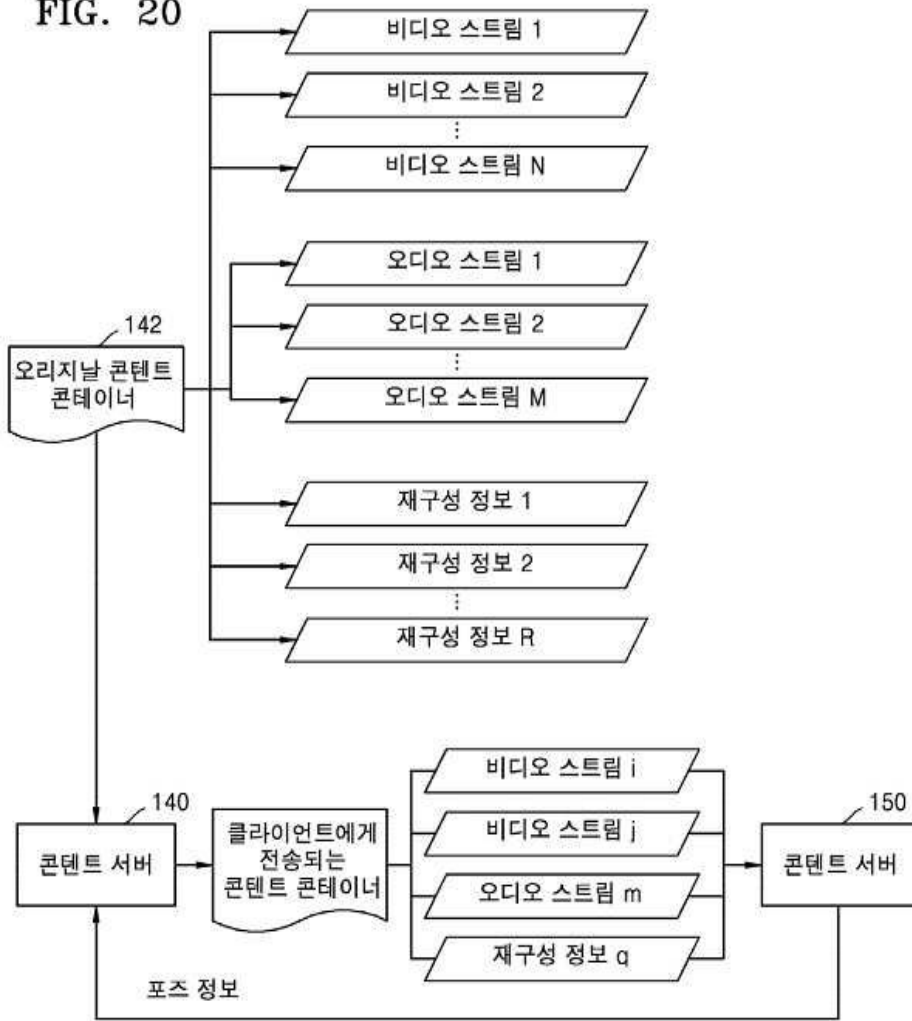 FIG. 20
비디오 스트림 1
비디오 스트림 2
비디오 스트림 N
오디오 스트림 1
오디오 스트림 2
오디오 스트림 M
142
오리지날 콘텐트
콘테이너
재구성 정보 1
재구성 정보 2
재구성 정보 R
140
콘텐트 서버
클라이언트에게
전송되는
콘텐트 콘테이너
비디오 스트림 i
비디오 스트림 j
오디오 스트림 m
재구성 정보 q
150
콘텐트 서버
포즈 정보